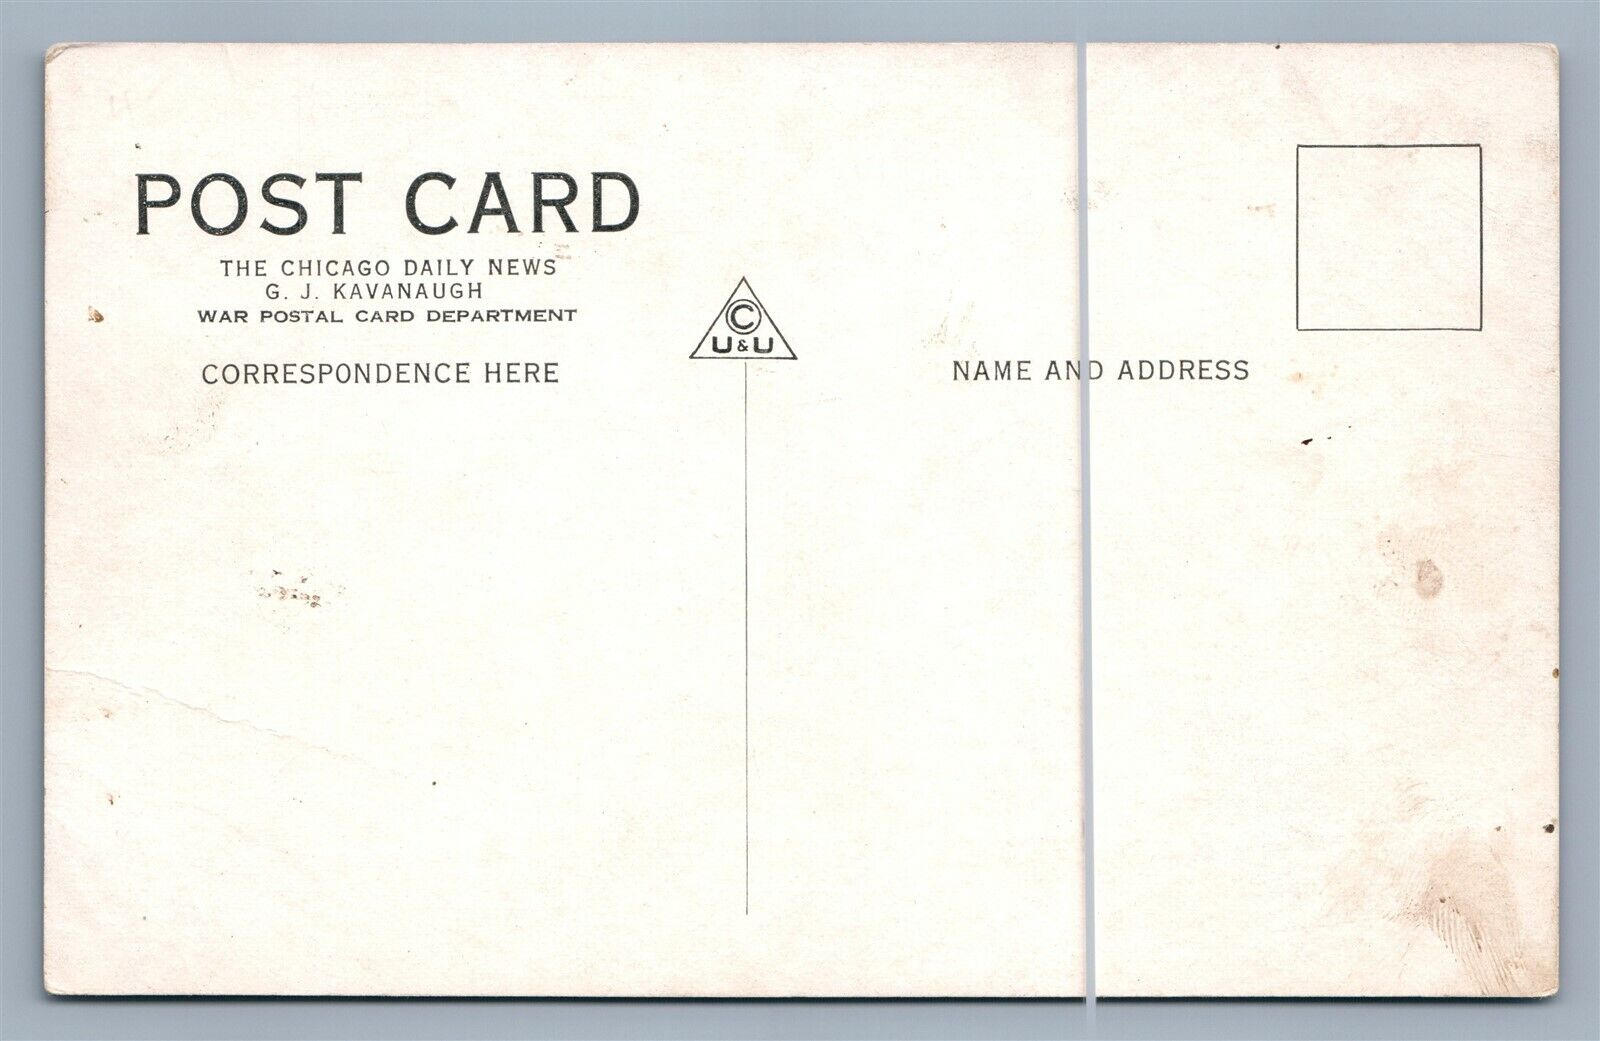 POST CARD
THE CHICAGO DAILY NEWS
G. J. KAVANAUGH
WAR POSTAL CARD DEPARTMENT
CORRESPONDENCE HERE
©
U&U
NAME AND ADDRESS